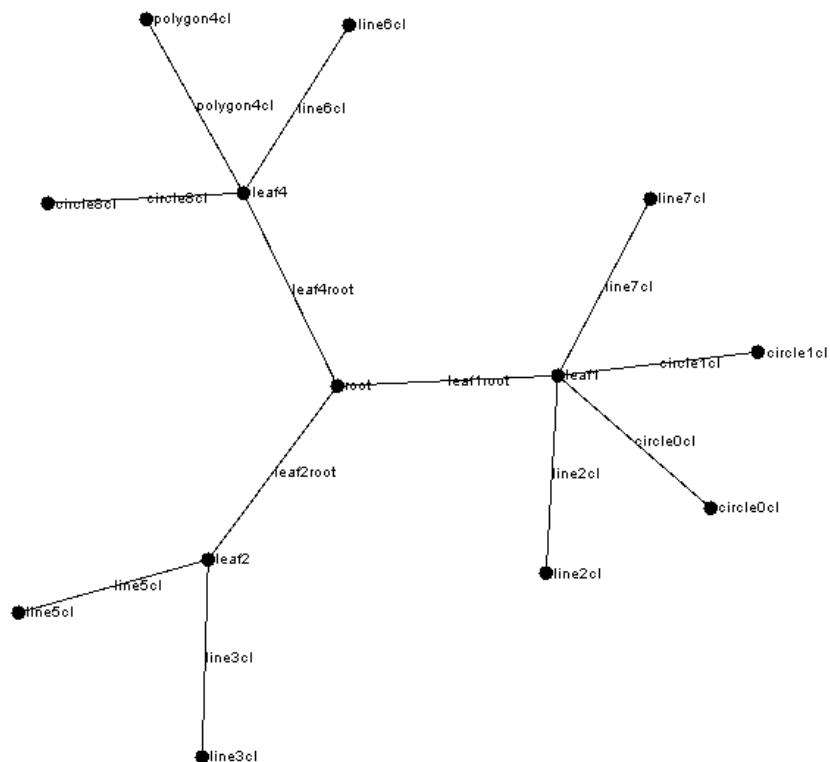 polygon4cl
line6cl
polygon4cl
line6cl
circle8cl
leaf4
circle8cl
line7cl
leaf4root
line7cl
circle1cl
circle1cl
leaf1
leaf1root
root
circle0cl
leaf2root
line2cl
circle0cl
leaf2
line2cl
line5cl
line5cl
line3cl
line3cl